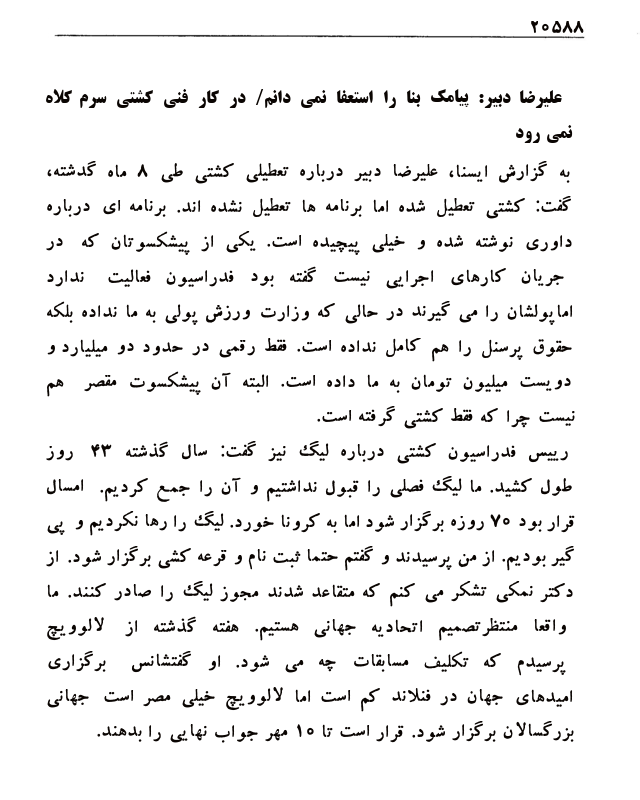 ۲۰۵۸۸
علیرضا دبیر: پیامک بنا را استعفا نمی دانم/ در کار فنی کشتی سرم کلاه
نمی رود
به گزارش ایسنا، علیرضا دبیر درباره تعطیلی کشتی طی ۸ ماه گذشته،
گفت: کشتی تعطیل شده اما برنامه ها تعطیل نشده اند. برنامه ای درباره
داوری نوشته شده و خیلی پیچیده است. یکی از پیشکسوتان که در
جریان کارهای اجرایی نیست گفته بود فدراسیون فعالیت ندارد
اماپولشان را می گیرند در حالی که وزارت ورزش پولی به ما نداده بلکه
حقوق پرسنل را هم کامل نداده است. فقط رقمی در حدود دو میلیارد و
دویست میلیون تومان به ما داده است. البته آن پیشکسوت مقصر هم
نیست چرا که فقط کشتی گرفته است.
رییس فدراسیون کشتی درباره لیگ نیز گفت: سال گذشته ۴۳ روز
طول کشید. ما لیگ فصلی را قبول نداشتیم و آن را جمع کردیم. امسال
قرار بود ۷۰ روزه برگزار شود اما به کرونا خورد. لیگ را رها نکردیم و پی
گیر بودیم. از من پرسیدند و گفتم حتما ثبت نام و قرعه کشی برگزار شود. از
دکتر نمکی تشکر می کنم که متقاعد شدند مجوز لیگ را صادر کنند. ما
واقعا منتظرتصمیم اتحادیه جهانی هستیم. هفته گذشته از لالوویچ
پرسیدم که تکلیف مسابقات چه می شود. او گفتشانس برگزاری
امیدهای جهان در فنلاند کم است اما لالوویچ خیلی مصر است جهانی
بزرگسالان برگزار شود. قرار است تا ۱۰ مهر جواب نهایی را بدهند.